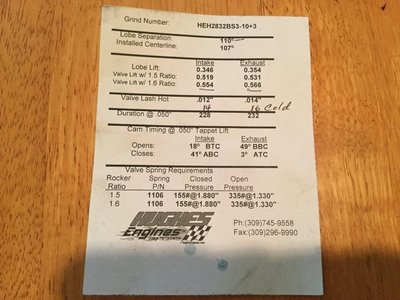 Grind Number: HEH2832BS3-10+3
Lobe Separation: 110°
Installed Centerline: 107°
Intake Exhaust
Lobe Lift: 0.346 0.354
Valve Lift w/ 1.5 Ratio: 0.519 0.531
Valve Lift w/ 1.6 Ratio: 0.554 0.566
Valve Lash Hot .012" .014"
14 16 Cold
Duration @ .050" 228 232
Cam Timing @ .050" Tappet Lift
Intake Exhaust
Opens: 18° BTC 49° BBC
Closes: 41° ABC 3° ATC
Valve Spring Requirements
Rocker Spring Closed Open
Ratio P/N Pressure Pressure
1.5 1106 155#@1.880" 335#@1.330"
1.6 1106 155#@1.880" 335#@1.330"
HUGHES
Engines
Ph:(309)745-9558
Fax:(309)296-9990